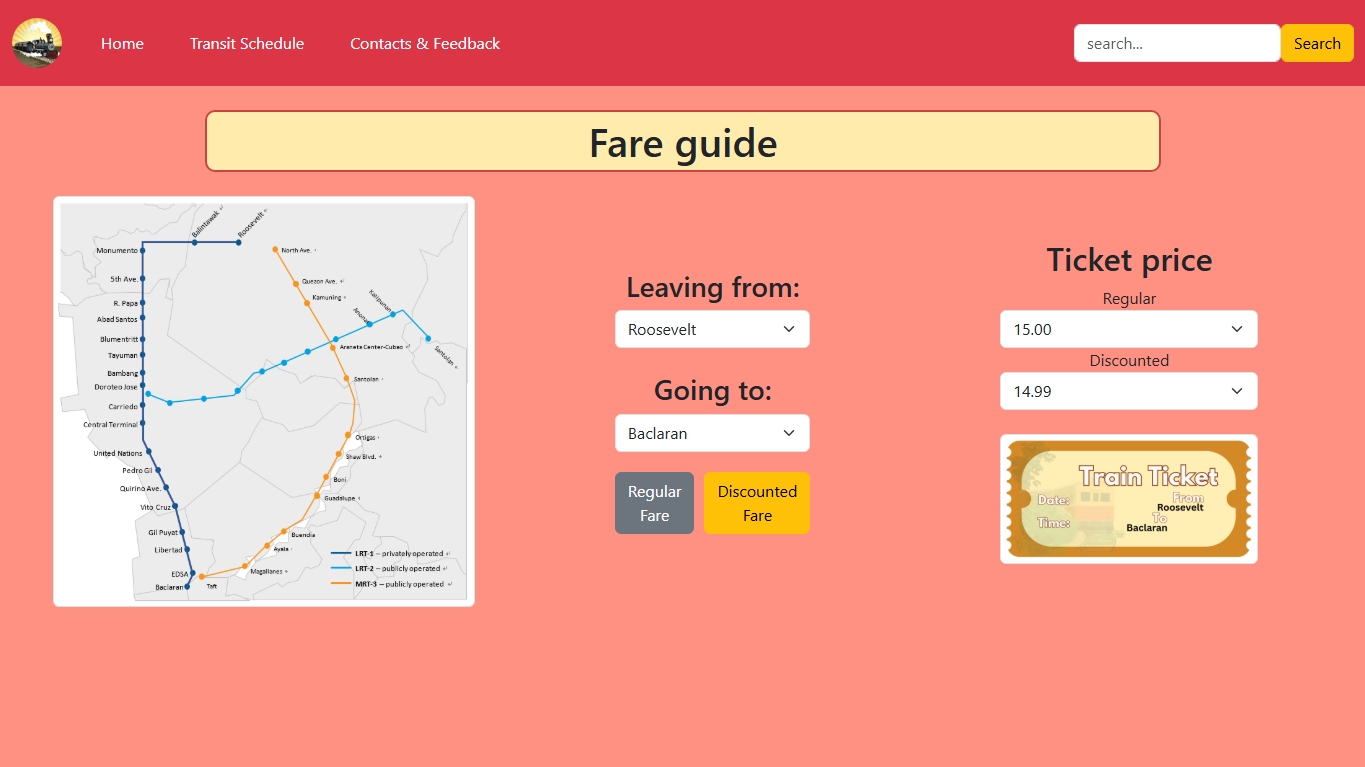 Home
Transit Schedule
Contacts & Feedback
search...
Search
Fare guide
Balintawak
Roosevelt
Monumento
5th Ave.
R. Papa
Abad Santos
Blumentritt
Tayuman
Bambang
Doroteo Jose
Carriedo
Central Terminal
United Nations
Pedro Gil
Quirino Ave.
Vito Cruz
Gil Puyat
Libertad
EDSA
Baclaran
North Ave.
Quezon Ave.
Kamuning
Katipunan
Anonas
Araneta Center-Cubao
Santolan
Santolan
Ortigas
Shaw Blvd.
Boni
Guadalupe
Buendia
Ayala
Magallanes
Taft
LRT-1 – privately operated
LRT-2 – publicly operated
MRT-3 – publicly operated
Leaving from:
Roosevelt
Going to:
Baclaran
Regular
Fare
Discounted
Fare
Ticket price
Regular
15.00
Discounted
14.99
Train Ticket
Date:
From
Roosevelt
Time:
To
Baclaran